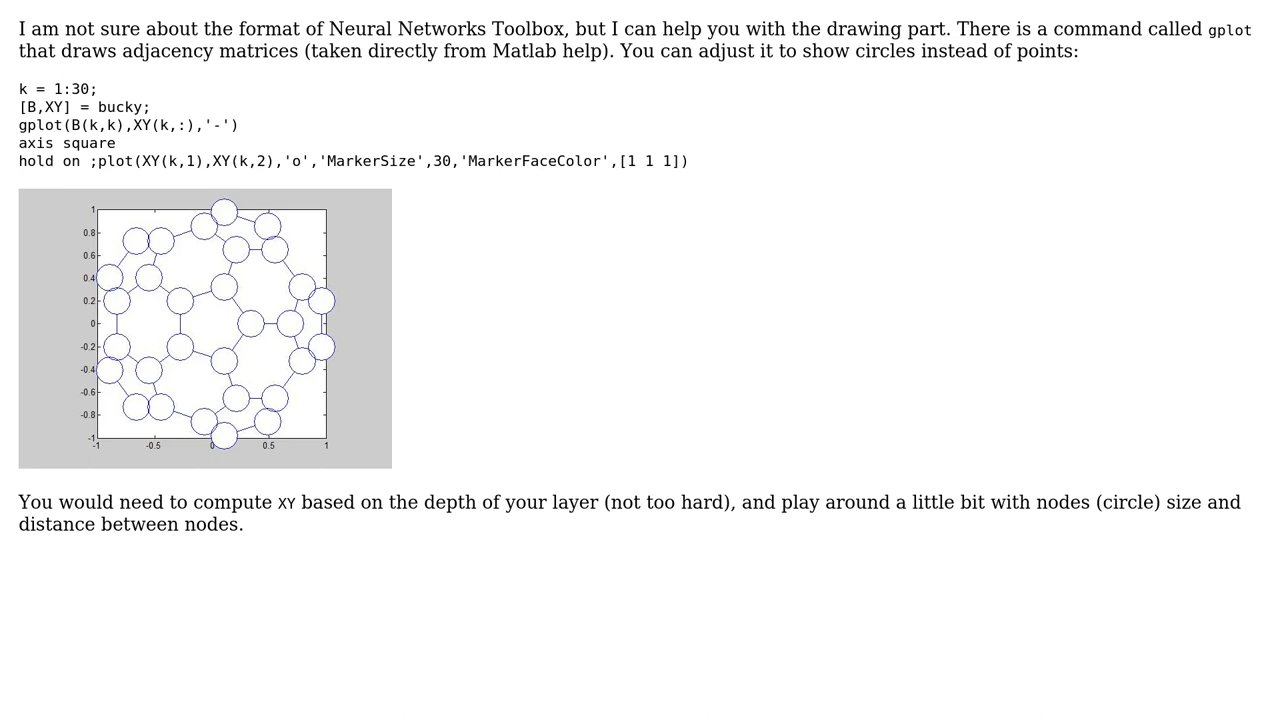 I am not sure about the format of Neural Networks Toolbox, but I can help you with the drawing part. There is a command called gplot
that draws adjacency matrices (taken directly from Matlab help). You can adjust it to show circles instead of points:
k = 1:30;
[B,XY] = bucky;
gplot(B(k,k),XY(k,:),'-')
axis square
hold on ;plot(XY(k,1),XY(k,2),'o','MarkerSize',30,'MarkerFaceColor',[1 1 1])
1
0.8
0.6
0.4
0.2
0
-0.2
-0.4
-0.6
-0.8
-1
-1 -0.5 0 0.5 1
You would need to compute XY based on the depth of your layer (not too hard), and play around a little bit with nodes (circle) size and
distance between nodes.